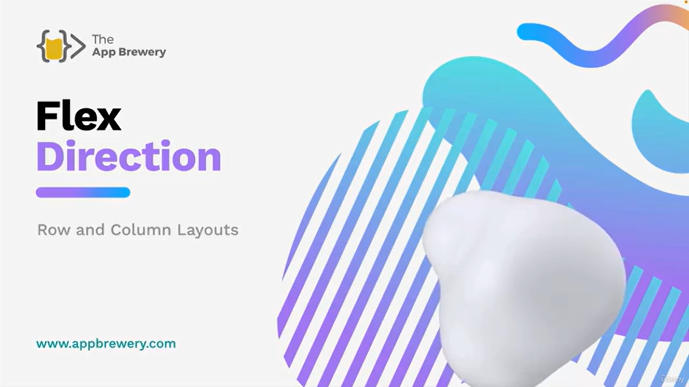 The
App Brewery
Flex
Direction
Row and Column Layouts
www.appbrewery.com